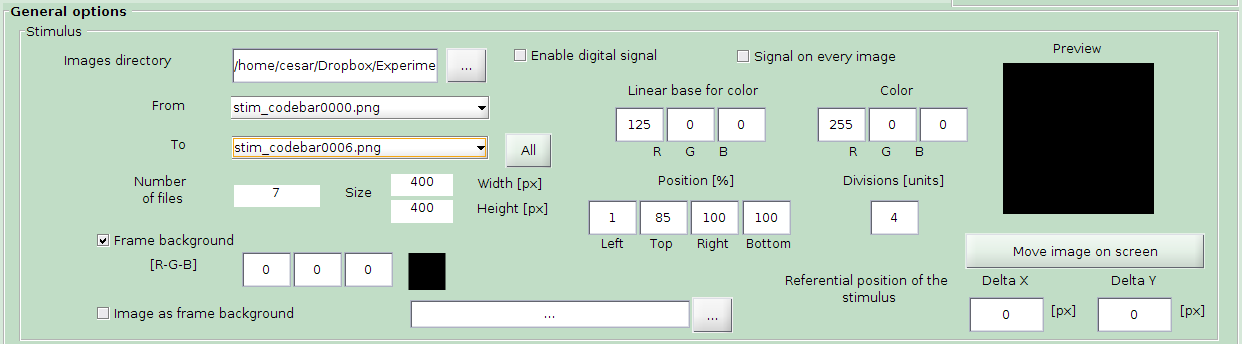 General options
Stimulus
Images directory
/home/cesar/Dropbox/Experime
...
Enable digital signal
Signal on every image
Preview
From
stim_codebar0000.png
Linear base for color
Color
125 0 0
255 0 0
R G B
R G B
To
stim_codebar0006.png
All
Number
of files
7
Size
400
Width [px]
400
Height [px]
Position [%]
Divisions [units]
1 85 100 100
4
Left Top Right Bottom
Frame background
[R-G-B]
0 0 0
Move image on screen
Referential position of the
stimulus
Delta X
Delta Y
0 [px]
0 [px]
Image as frame background
...
...